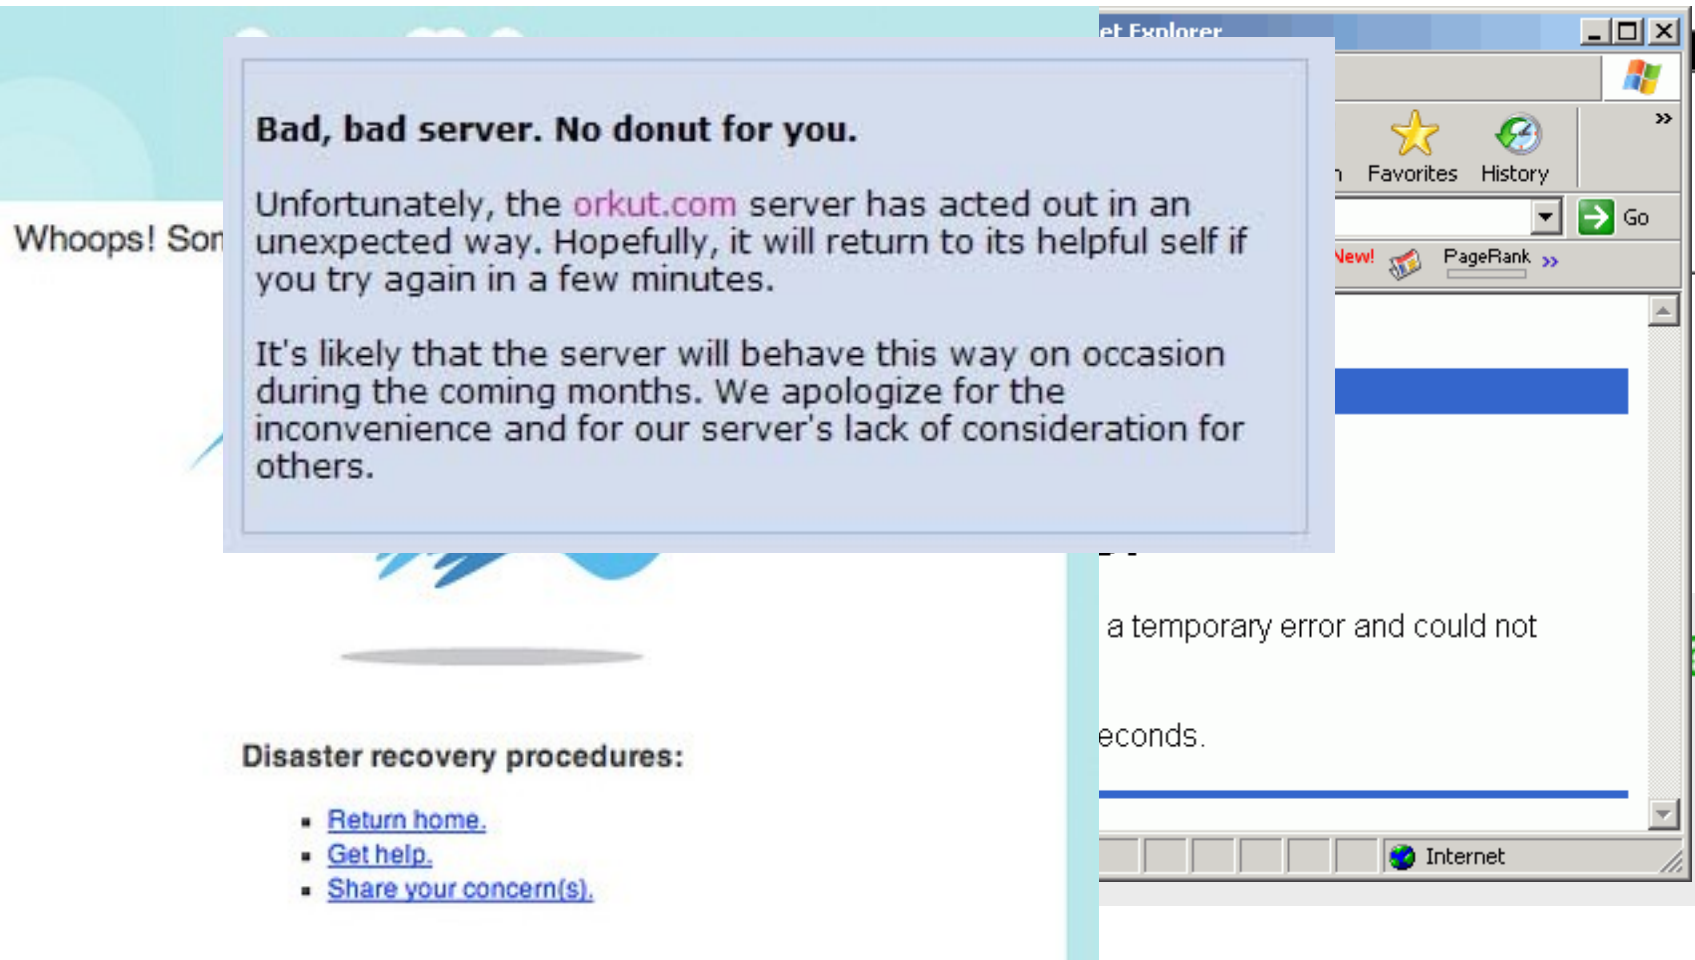 Bad, bad server. No donut for you.
Unfortunately, the orkut.com server has acted out in an
unexpected way. Hopefully, it will return to its helpful self if
you try again in a few minutes.
It's likely that the server will behave this way on occasion
during the coming months. We apologize for the
inconvenience and for our server's lack of consideration for
others.
Whoops! Sor
Disaster recovery procedures:
Return home.
Get help.
Share your concern(s).
et Explorer
»
Favorites History
Go
New! PageRank »
a temporary error and could not
econds.
Internet